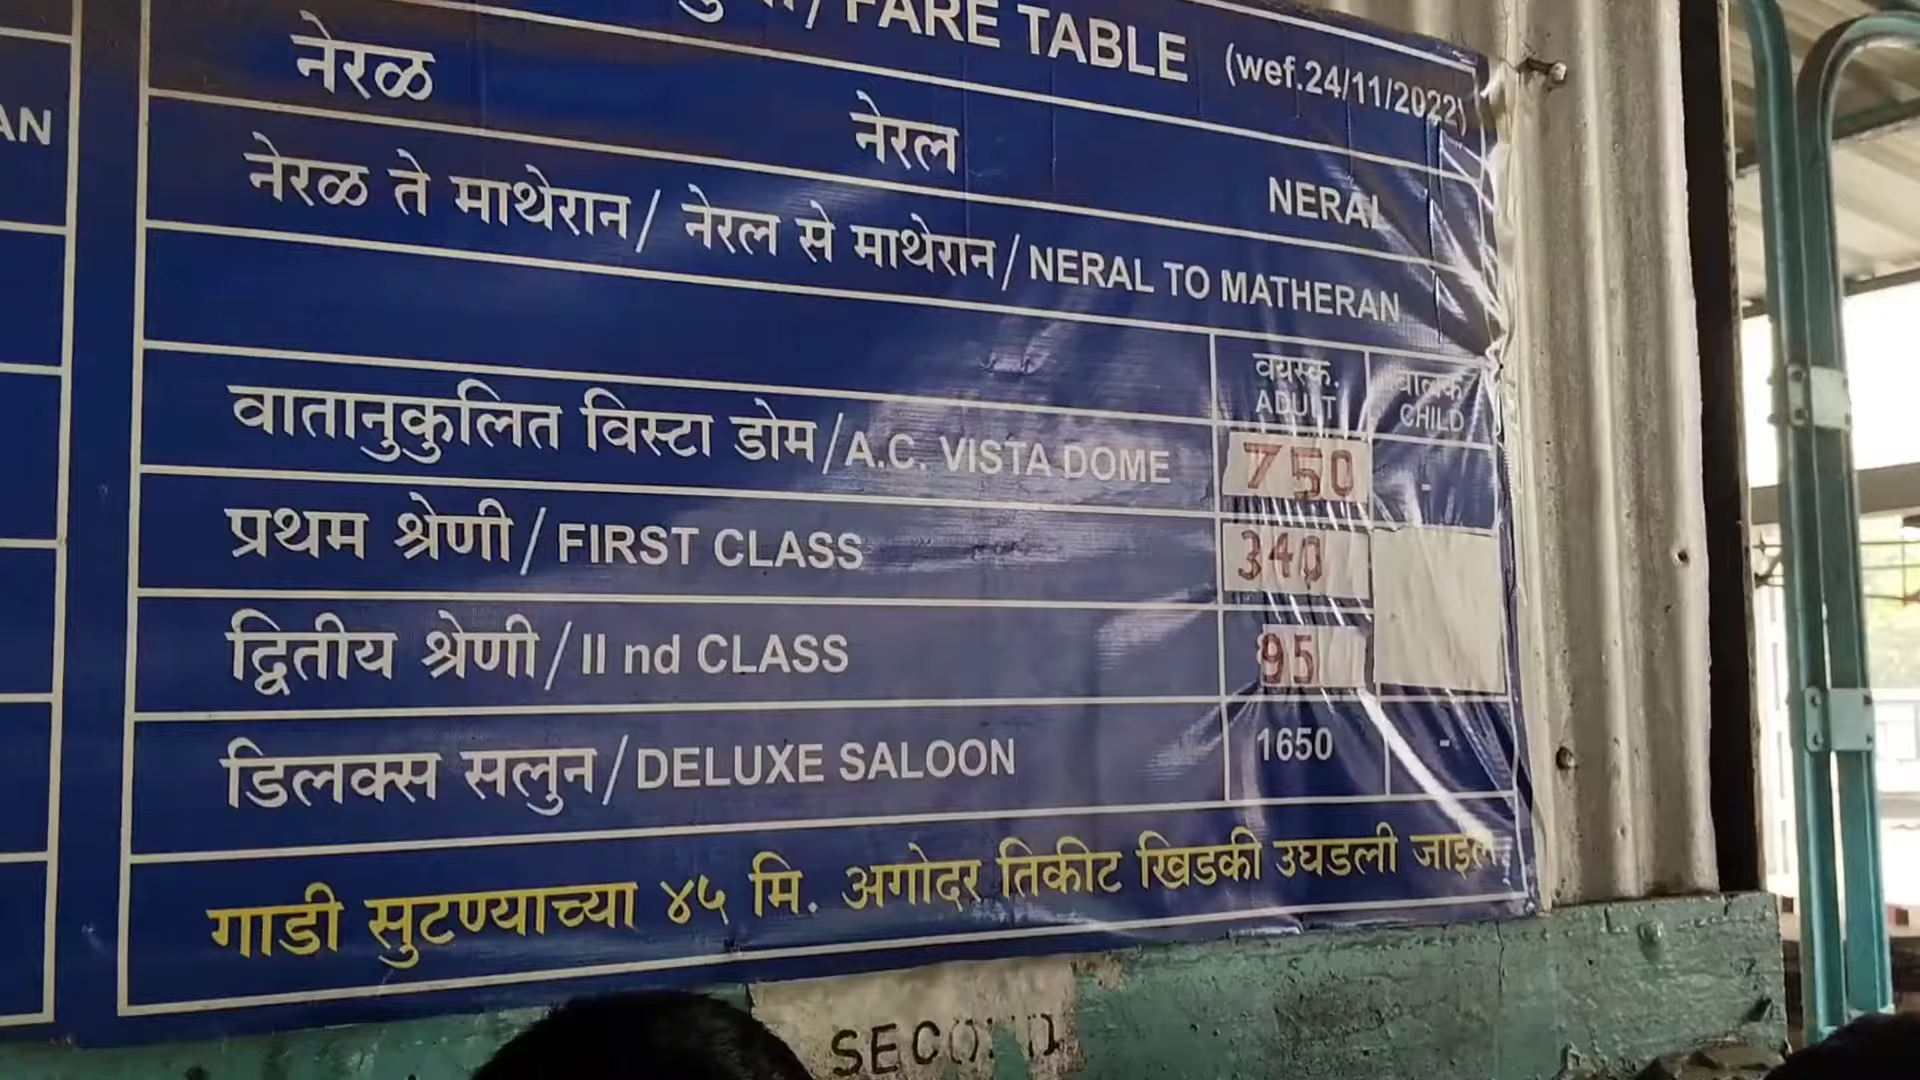 / FARE TABLE (wef.24/11/2022)
नेरळ नेरल NERAL
नेरळ ते माथेरान / नेरल से माथेरान / NERAL TO MATHERAN
AN
वयस्क. बालक
ADULT CHILD
वातानुकुलित विस्टा डोम / A.C. VISTA DOME 750 -
प्रथम श्रेणी / FIRST CLASS 340
द्वितीय श्रेणी / II nd CLASS 95
डिलक्स सलुन / DELUXE SALOON 1650 -
गाडी सुटण्याच्या ४५ मि. अगोदर तिकीट खिडकी उघडली जाईल.